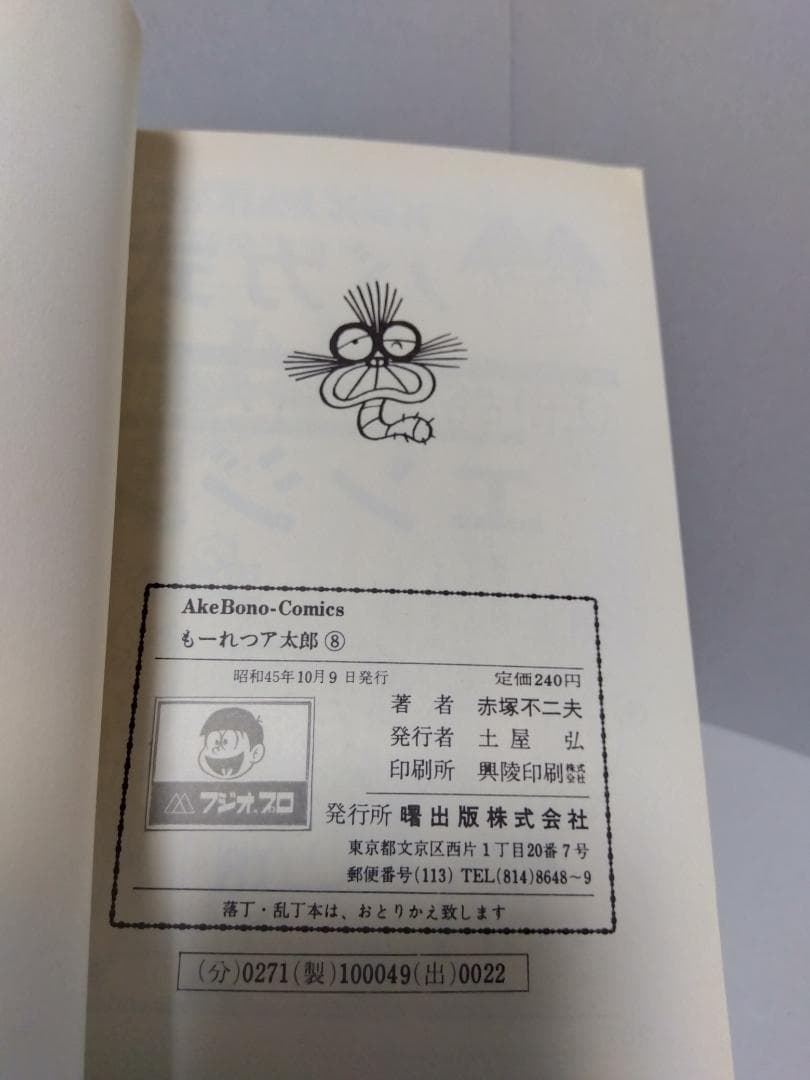 AkeBono-Comics
もーれつア太郎⑧
昭和45年10月9日発行 定価240円
著者 赤塚不二夫
発行者 土屋弘
印刷所 興陵印刷株式会社
フジオ・プロ
発行所 曙出版株式会社
東京都文京区西片1丁目20番7号
郵便番号(113) TEL(814)8648~9
落丁・乱丁本は、おとりかえ致します
(分)0271(製)100049(出)0022